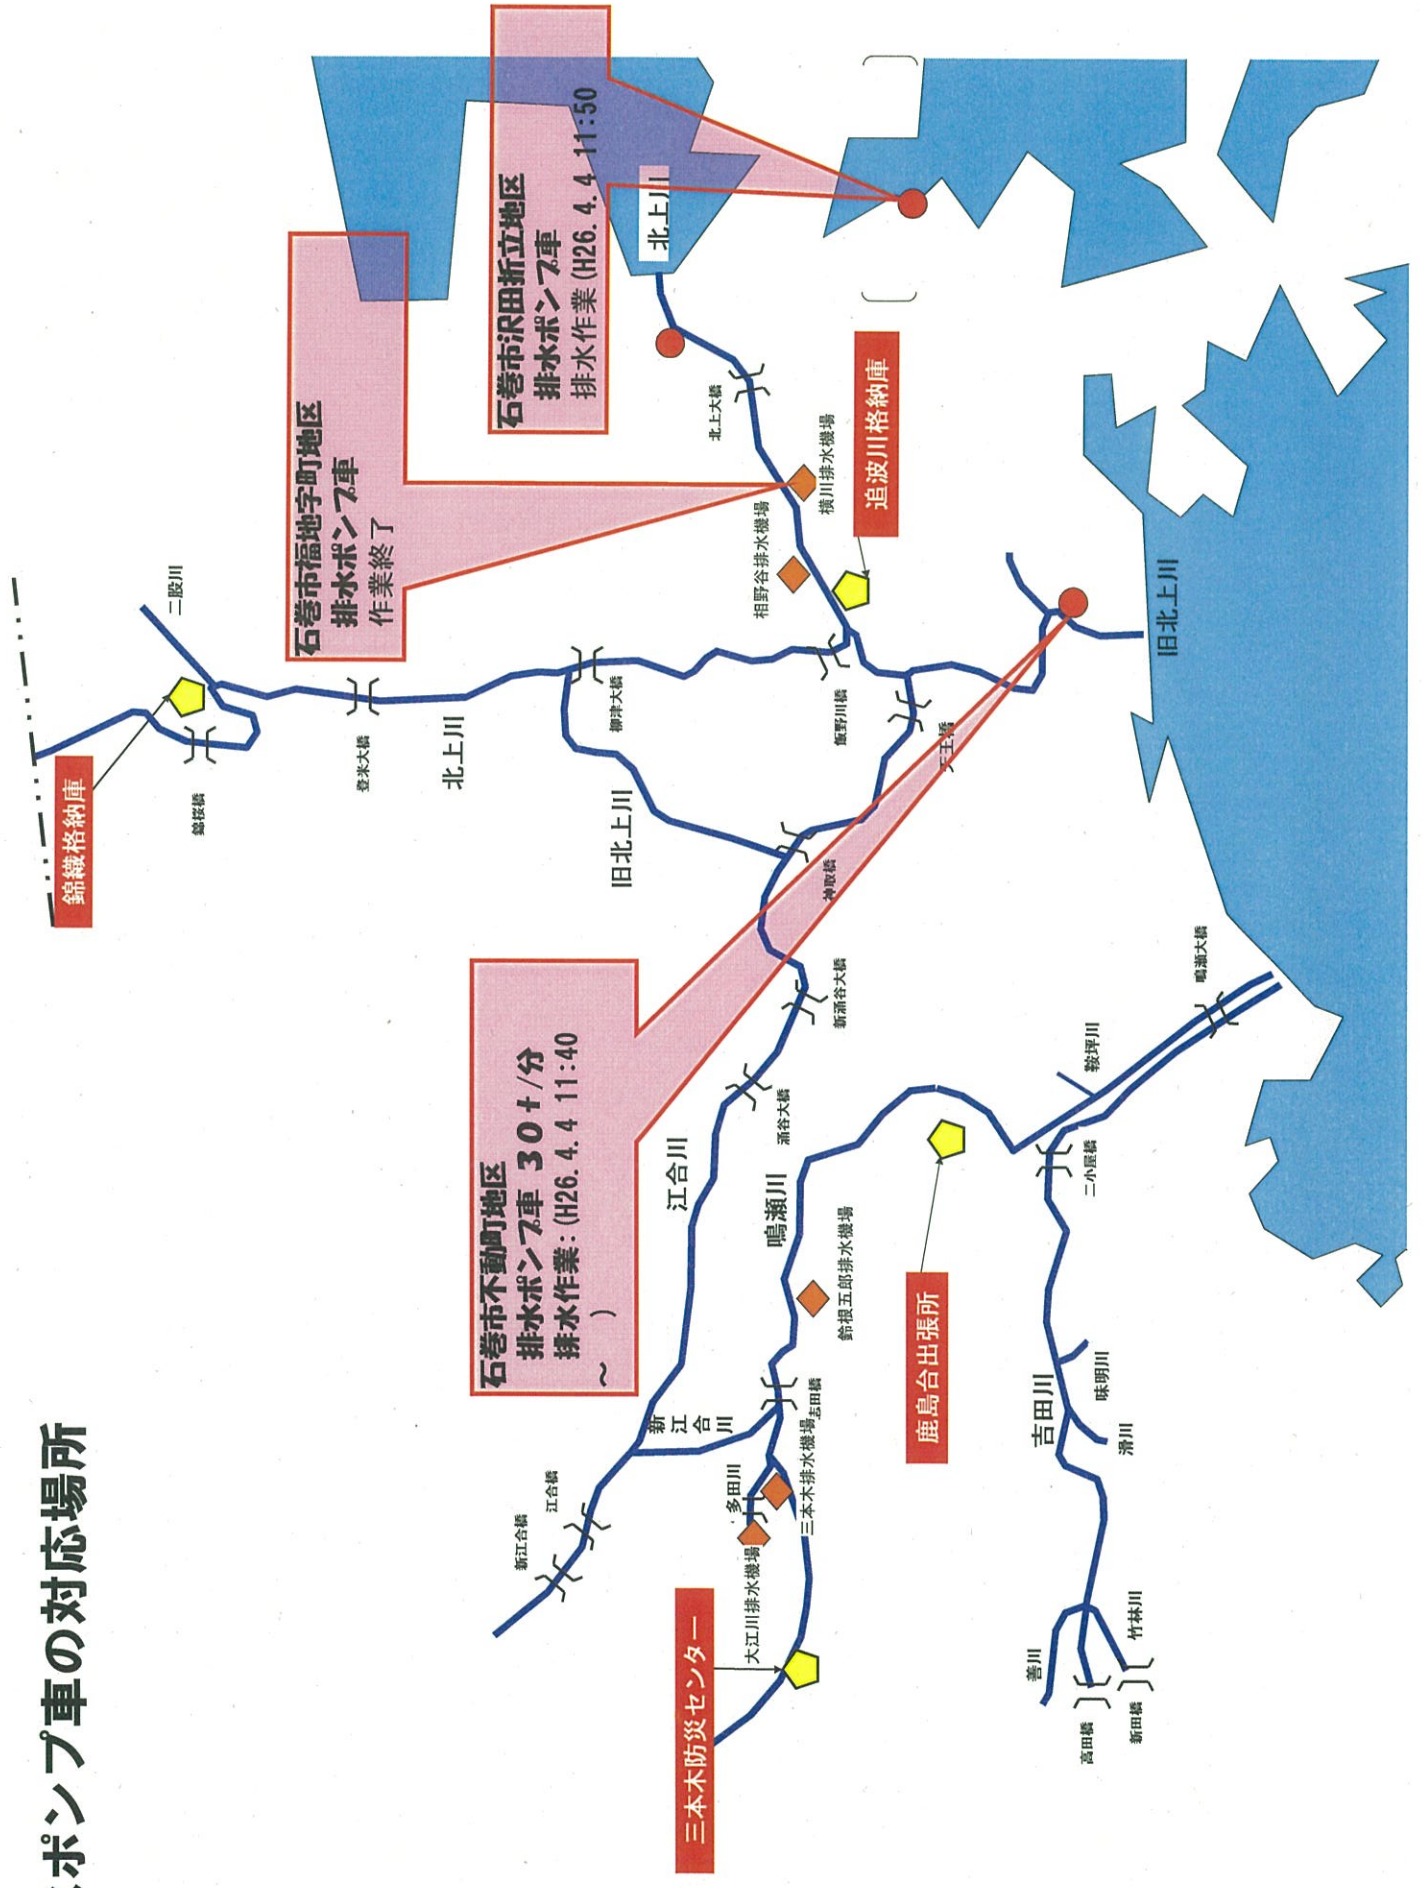 ポンプ車の対応場所
錦織格納庫
二股川
錦桜橋
登米大橋
北上川
柳津大橋
旧北上川
石巻市福地字町地区
排水ポンプ車
作業終了
石巻市沢田折立地区
排水ポンプ車
排水作業(H26.4.4 11:50
北上川
北上大橋
横川排水機場
相野谷排水機場
追波川格納庫
飯野川橋
天王橋
神取橋
旧北上川
石巻市不動町地区
排水ポンプ車 30t/分
排水作業:(H26.4.4 11:40
～ )
江合川
新涌谷大橋
涌谷大橋
鳴瀬川
鈴根五郎排水機場
志田橋
新江合川
江合橋
新江合橋
多田川
三本木排水機場
大江川排水機場
三本木防災センター
鹿島台出張所
鞍坪川
鳴瀬大橋
二小屋橋
吉田川
味明川
滑川
善川
竹林川
高田橋
新田橋